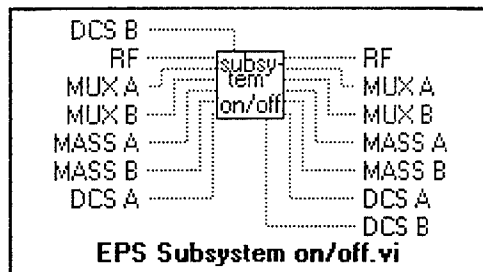 DCS B
RF
MUX A
MUX B
MASS A
MASS B
DCS A
subsy-
tem
on/off
RF
MUX A
MUX B
MASS A
MASS B
DCS A
DCS B
EPS Subsystem on/off.vi